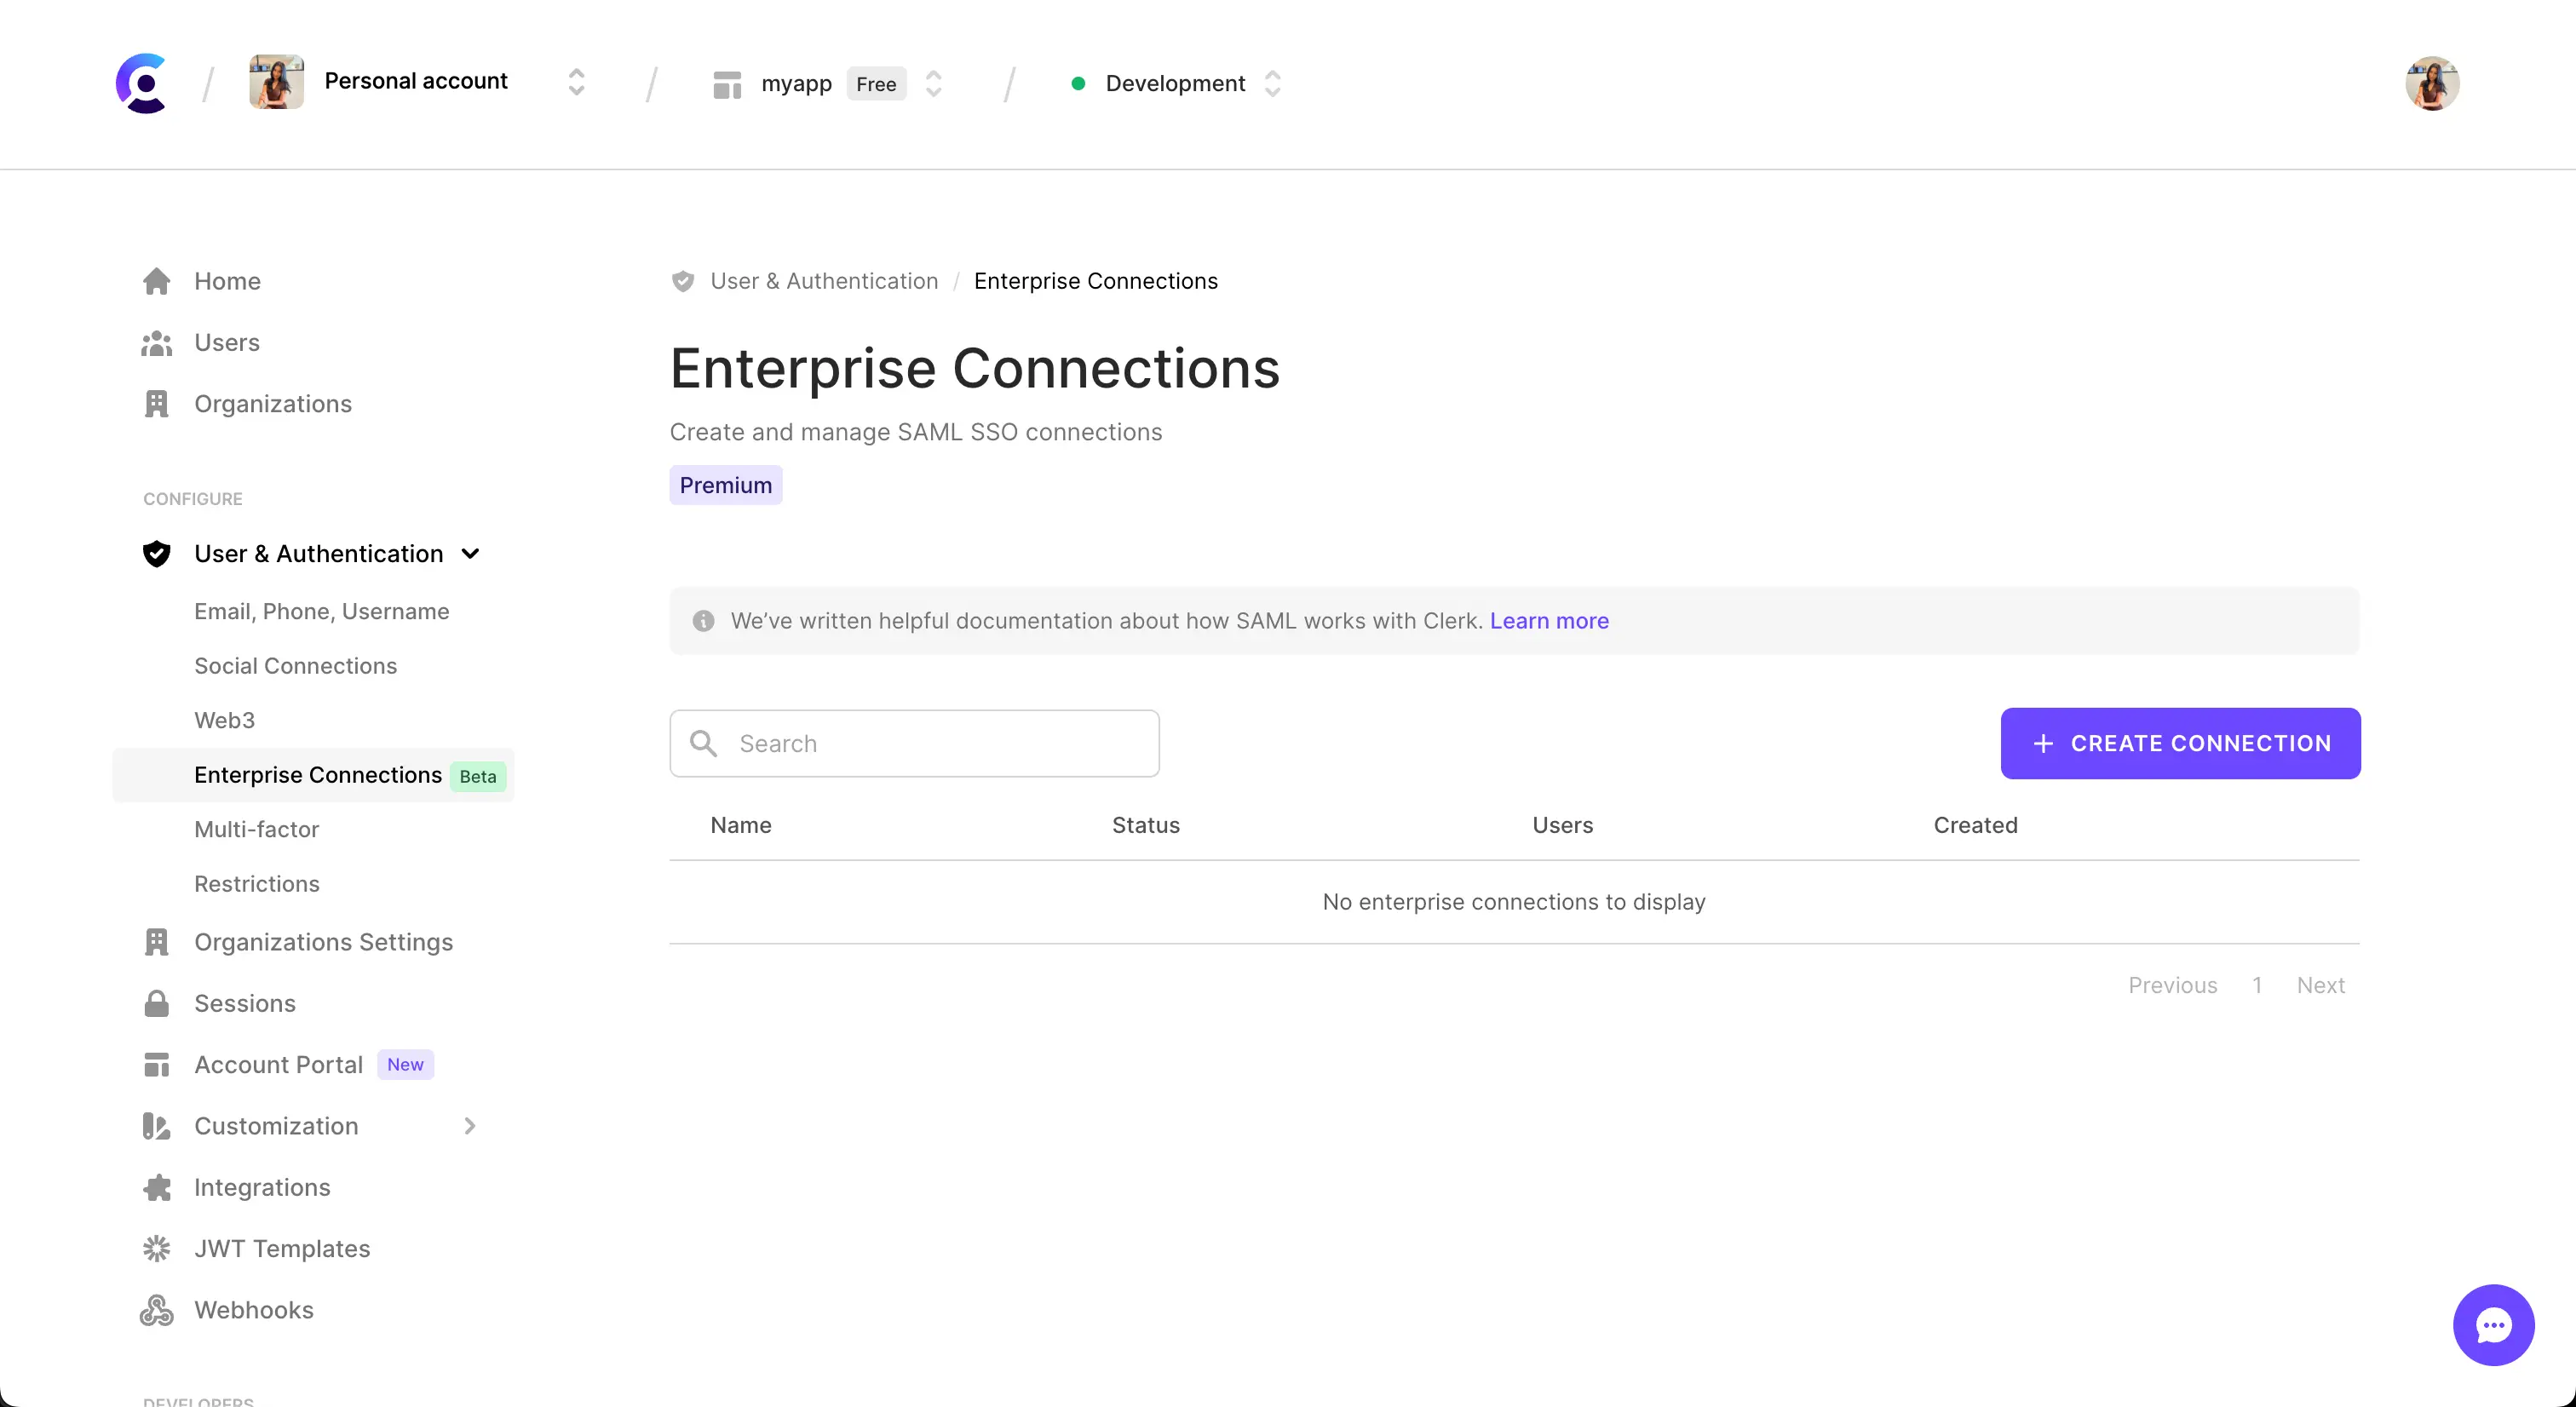 Personal account
myapp Free
Development
Home
Users
Organizations
CONFIGURE
User & Authentication
Email, Phone, Username
Social Connections
Web3
Enterprise Connections Beta
Multi-factor
Restrictions
Organizations Settings
Sessions
Account Portal New
Customization
Integrations
JWT Templates
Webhooks
DEVELOPERS
User & Authentication / Enterprise Connections
Enterprise Connections
Create and manage SAML SSO connections
Premium
We’ve written helpful documentation about how SAML works with Clerk. Learn more
Search
+ CREATE CONNECTION
Name Status Users Created
No enterprise connections to display
Previous 1 Next